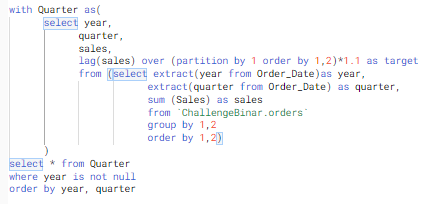 with Quarter as(
select year,
quarter,
sales,
lag(sales) over (partition by 1 order by 1,2)*1.1 as target
from (select extract(year from Order_Date)as year,
extract(quarter from Order_Date) as quarter,
sum (Sales) as sales
from `ChallengeBinar.orders`
group by 1,2
order by 1,2)
)
select * from Quarter
where year is not null
order by year, quarter